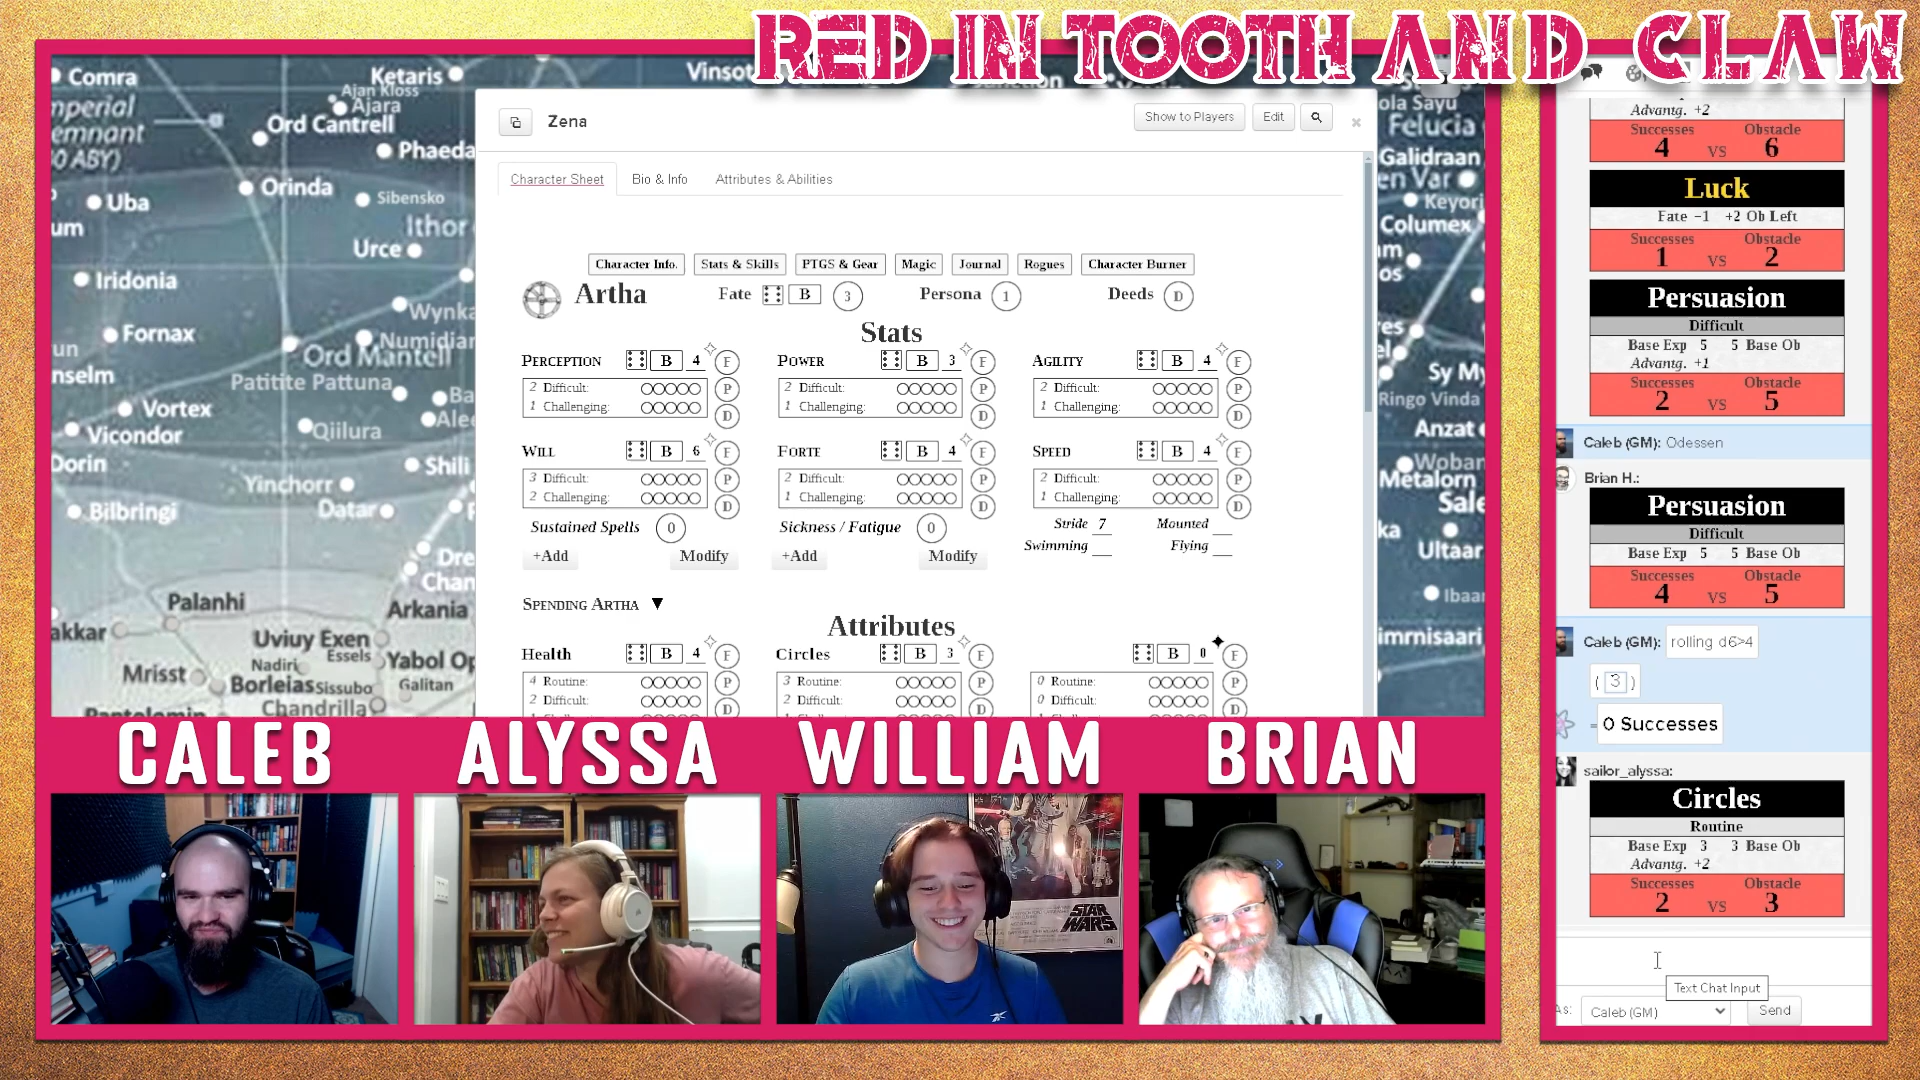 RED IN TOOTH AND CLAW
Comra
Ketaris
Vinsot
Ajan Kloss
Ajara
Ord Cantrell
Phaeda
Orinda
Sibensko
Uba
Ithor
Urce
Iridonia
Wynka
Fornax
Numidian
Ord Mantell
Patitite Pattuna
Vortex
Vicondor
Qiilura
Dorin
Shili
Yinchorr
Bilbringi
Datar
Palanhi
Arkania
Uviuy Exen
Essels
Nadiri
Yabol Op
Mrisst
Borleias
Sissubo
Galitan
Chandrilla
ola Sayu
Felucia
Galidraan
en Var
Columex
Ringo Vinda
Anzat
Metalorn
Ultaar
Zena
Show to Players
Edit
Character Sheet
Bio & Info
Attributes & Abilities
Character Info.
Stats & Skills
PTGS & Gear
Magic
Journal
Rogues
Character Burner
Artha
Fate B 3
Persona 1
Deeds D
Stats
PERCEPTION B 4 F
2 Difficult: P
1 Challenging: D
POWER B 3 F
2 Difficult: P
1 Challenging: D
AGILITY B 4 F
2 Difficult: P
1 Challenging: D
WILL B 6 F
3 Difficult: P
2 Challenging: D
Sustained Spells 0
+Add Modify
FORTE B 4 F
2 Difficult: P
1 Challenging: D
Sickness / Fatigue 0
+Add Modify
SPEED B 4 F
2 Difficult: P
1 Challenging: D
Stride 7 Mounted
Swimming Flying
SPENDING ARTHA ▼
Attributes
Health B 4 F
4 Routine: P
2 Difficult: D
Circles B 3 F
3 Routine: P
2 Difficult: D
B 0 F
0 Routine: P
0 Difficult: D
CALEB
ALYSSA
WILLIAM
BRIAN
STAR
WARS
Advantg. +2
Successes Obstacle
4 VS 6
Luck
Fate −1 +2 Ob Left
Successes Obstacle
1 VS 2
Persuasion
Difficult
Base Exp 5 5 Base Ob
Advantg. +1
Successes Obstacle
2 VS 5
Caleb (GM): Odessen
Brian H.:
Persuasion
Difficult
Base Exp 5 5 Base Ob
Successes Obstacle
4 VS 5
Caleb (GM): rolling d6>4
(3)
=0 Successes
sailor_alyssa:
Circles
Routine
Base Exp 3 3 Base Ob
Advantg. +2
Successes Obstacle
2 VS 3
Text Chat Input
As: Caleb (GM)
Send